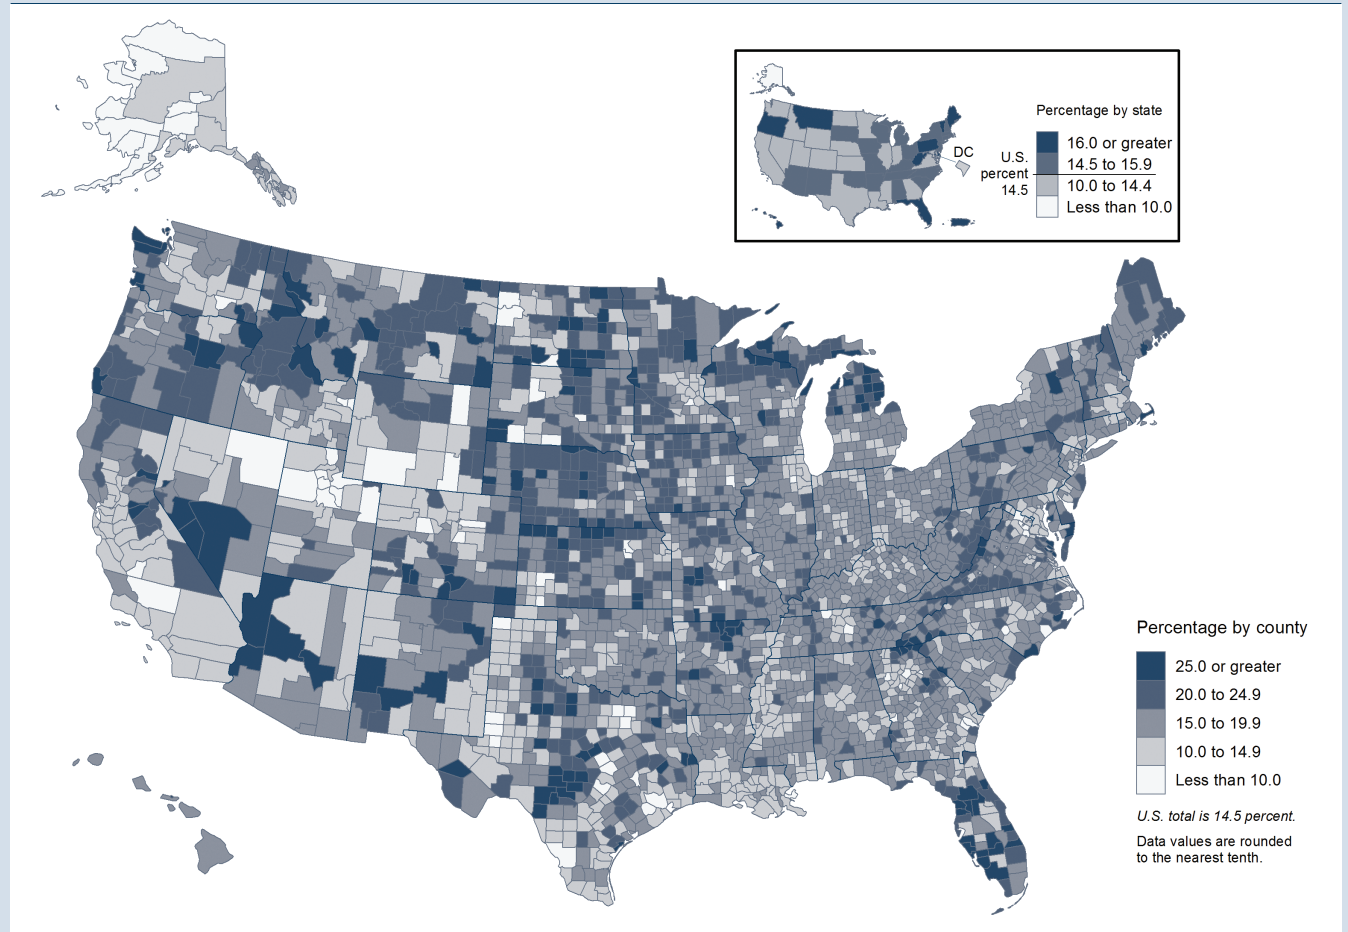 Percentage by state
16.0 or greater
14.5 to 15.9
10.0 to 14.4
Less than 10.0
U.S.
percent
14.5
DC
Percentage by county
25.0 or greater
20.0 to 24.9
15.0 to 19.9
10.0 to 14.9
Less than 10.0
U.S. total is 14.5 percent.
Data values are rounded
to the nearest tenth.